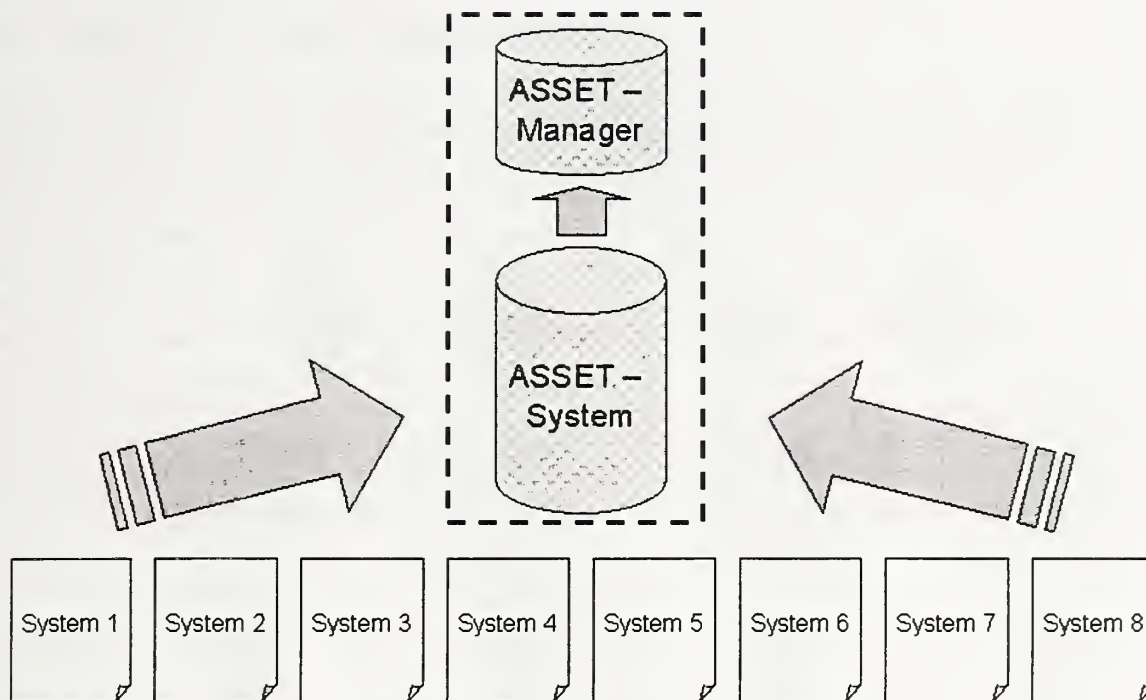 ASSET –
Manager
ASSET –
System
System 1
System 2
System 3
System 4
System 5
System 6
System 7
System 8